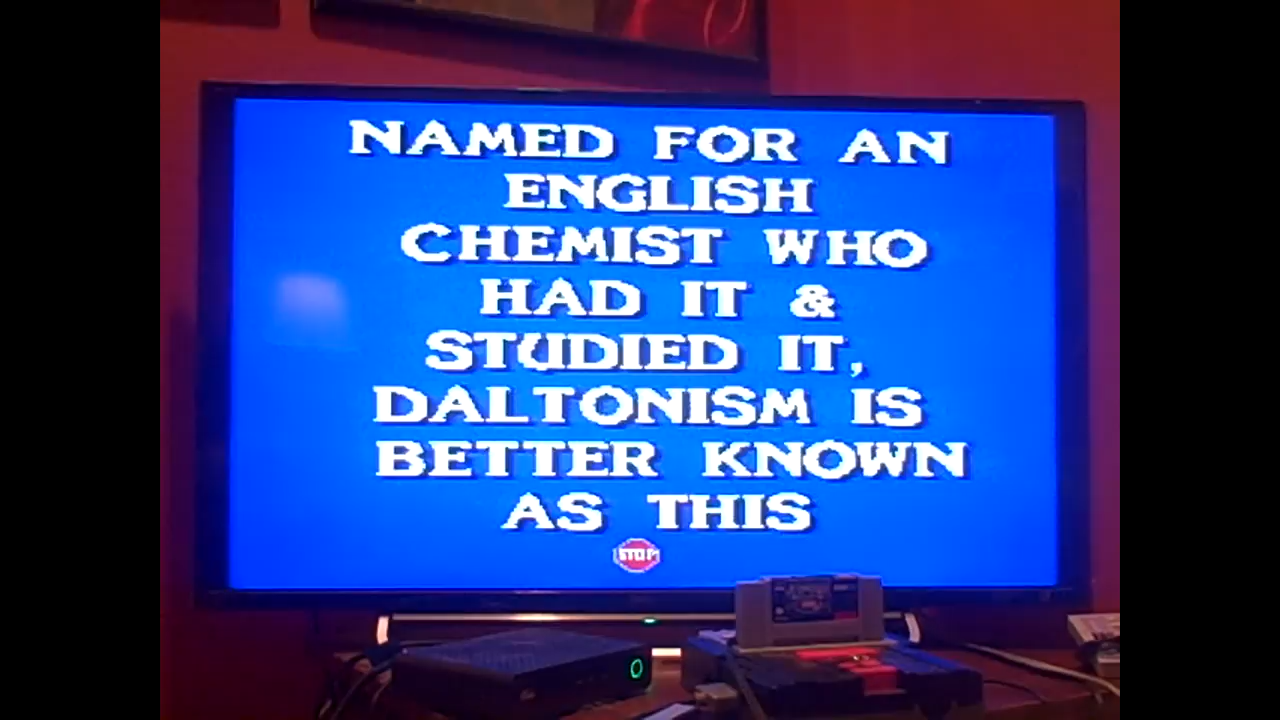 NAMED FOR AN
ENGLISH
CHEMIST WHO
HAD IT &
STUDIED IT,
DALTONISM IS
BETTER KNOWN
AS THIS
STOP